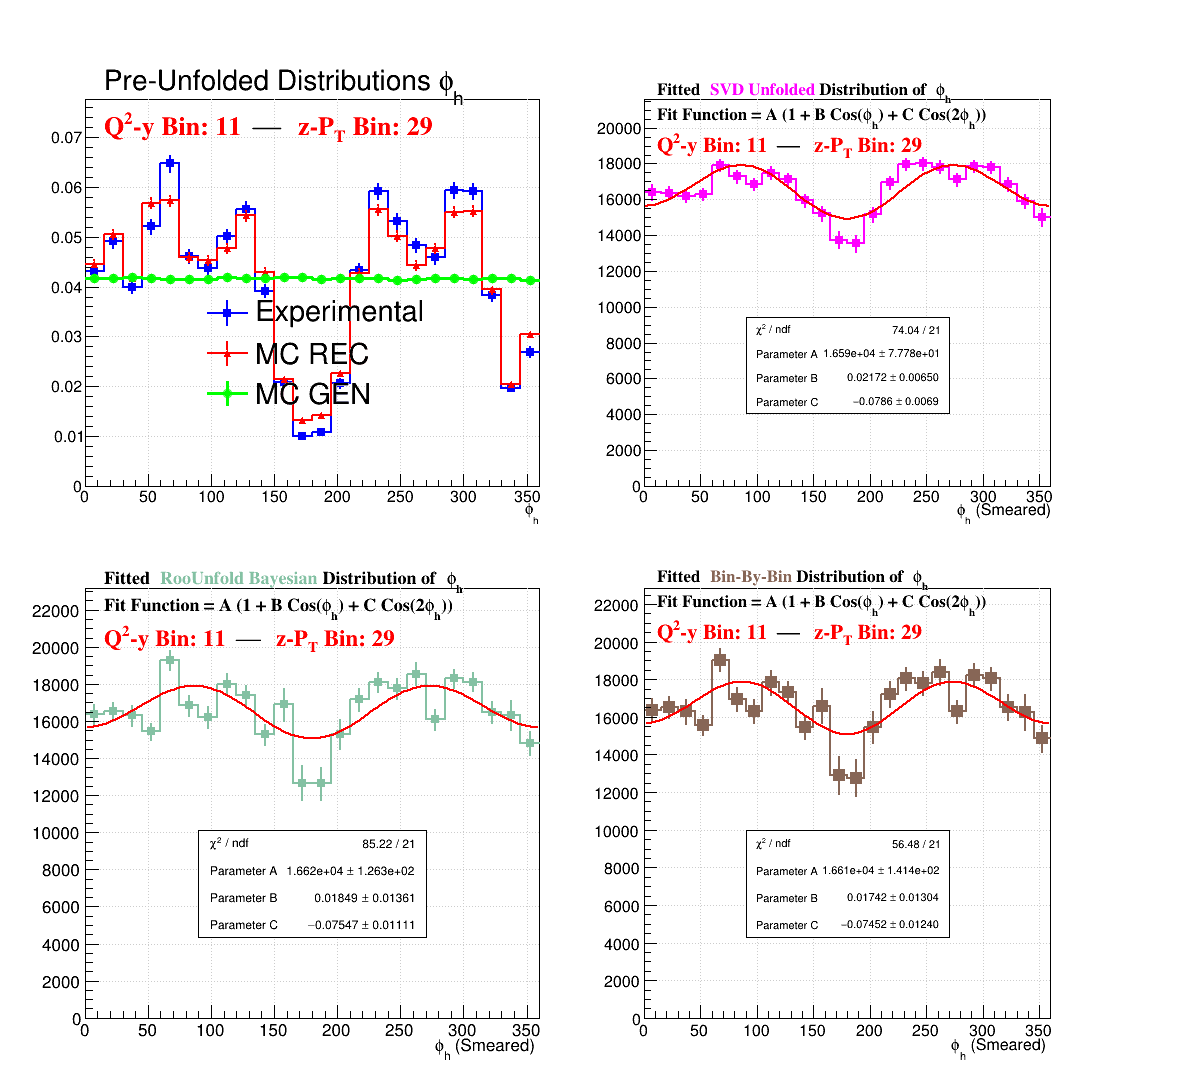 Pre-Unfolded Distributions ϕh
Q2-y Bin: 11 — z-PT Bin: 29
0.07
0.06
0.05
0.04
0.03
0.02
0.01
0
Experimental
MC REC
MC GEN
0 50 100 150 200 250 300 350
ϕh
Fitted SVD Unfolded Distribution of ϕh
Fit Function = A (1 + B Cos(ϕh) + C Cos(2ϕh))
Q2-y Bin: 11 — z-PT Bin: 29
20000
18000
16000
14000
12000
10000
8000
6000
4000
2000
0
χ2 / ndf 74.04 / 21
Parameter A 1.659e+04 ± 7.778e+01
Parameter B 0.02172 ± 0.00650
Parameter C −0.0786 ± 0.0069
0 50 100 150 200 250 300 350
ϕh (Smeared)
Fitted RooUnfold Bayesian Distribution of ϕh
Fit Function = A (1 + B Cos(ϕh) + C Cos(2ϕh))
Q2-y Bin: 11 — z-PT Bin: 29
22000
20000
18000
16000
14000
12000
10000
8000
6000
4000
2000
0
χ2 / ndf 85.22 / 21
Parameter A 1.662e+04 ± 1.263e+02
Parameter B 0.01849 ± 0.01361
Parameter C −0.07547 ± 0.01111
0 50 100 150 200 250 300 350
ϕh (Smeared)
Fitted Bin-By-Bin Distribution of ϕh
Fit Function = A (1 + B Cos(ϕh) + C Cos(2ϕh))
Q2-y Bin: 11 — z-PT Bin: 29
22000
20000
18000
16000
14000
12000
10000
8000
6000
4000
2000
0
χ2 / ndf 56.48 / 21
Parameter A 1.661e+04 ± 1.414e+02
Parameter B 0.01742 ± 0.01304
Parameter C −0.07452 ± 0.01240
0 50 100 150 200 250 300 350
ϕh (Smeared)